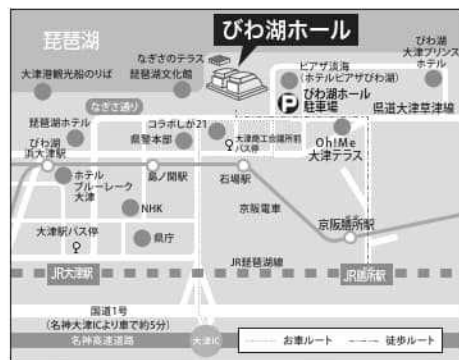 琵琶湖
びわ湖ホール
なぎさのテラス
琵琶湖文化館
大津港観光船のりば
ピアザ淡海
(ホテルピアザびわ湖)
びわ湖
大津プリンス
ホテル
P
びわ湖ホール
駐車場
県道大津草津線
なぎさ通り
琵琶湖ホテル
コラボしが21
県警本部
大津商工会議所前
バス停
Oh!Me
大津テラス
びわ湖
浜大津駅
島ノ関駅
石場駅
ホテル
ブルーレーク
大津
NHK
京阪電車
京阪膳所駅
大津駅バス停
県庁
JR琵琶湖線
JR大津駅
JR膳所駅
国道1号
(名神大津ICより車で約5分)
名神高速道路
大津IC
お車ルート
徒歩ルート